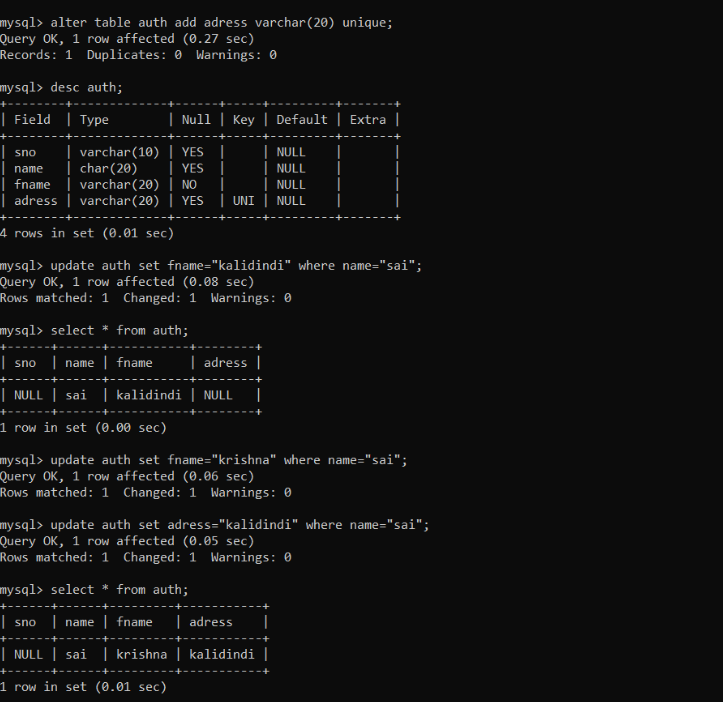 mysql> alter table auth add adress varchar(20) unique;
Query OK, 1 row affected (0.27 sec)
Records: 1  Duplicates: 0  Warnings: 0

mysql> desc auth;
+--------+-------------+------+-----+---------+-------+
| Field  | Type        | Null | Key | Default | Extra |
+--------+-------------+------+-----+---------+-------+
| sno    | varchar(10) | YES  |     | NULL    |       |
| name   | char(20)    | YES  |     | NULL    |       |
| fname  | varchar(20) | NO   |     | NULL    |       |
| adress | varchar(20) | YES  | UNI | NULL    |       |
+--------+-------------+------+-----+---------+-------+
4 rows in set (0.01 sec)

mysql> update auth set fname="kalidindi" where name="sai";
Query OK, 1 row affected (0.08 sec)
Rows matched: 1  Changed: 1  Warnings: 0

mysql> select * from auth;
+------+------+-----------+--------+
| sno  | name | fname     | adress |
+------+------+-----------+--------+
| NULL | sai  | kalidindi | NULL   |
+------+------+-----------+--------+
1 row in set (0.00 sec)

mysql> update auth set fname="krishna" where name="sai";
Query OK, 1 row affected (0.06 sec)
Rows matched: 1  Changed: 1  Warnings: 0

mysql> update auth set adress="kalidindi" where name="sai";
Query OK, 1 row affected (0.05 sec)
Rows matched: 1  Changed: 1  Warnings: 0

mysql> select * from auth;
+------+------+---------+-----------+
| sno  | name | fname   | adress    |
+------+------+---------+-----------+
| NULL | sai  | krishna | kalidindi |
+------+------+---------+-----------+
1 row in set (0.01 sec)